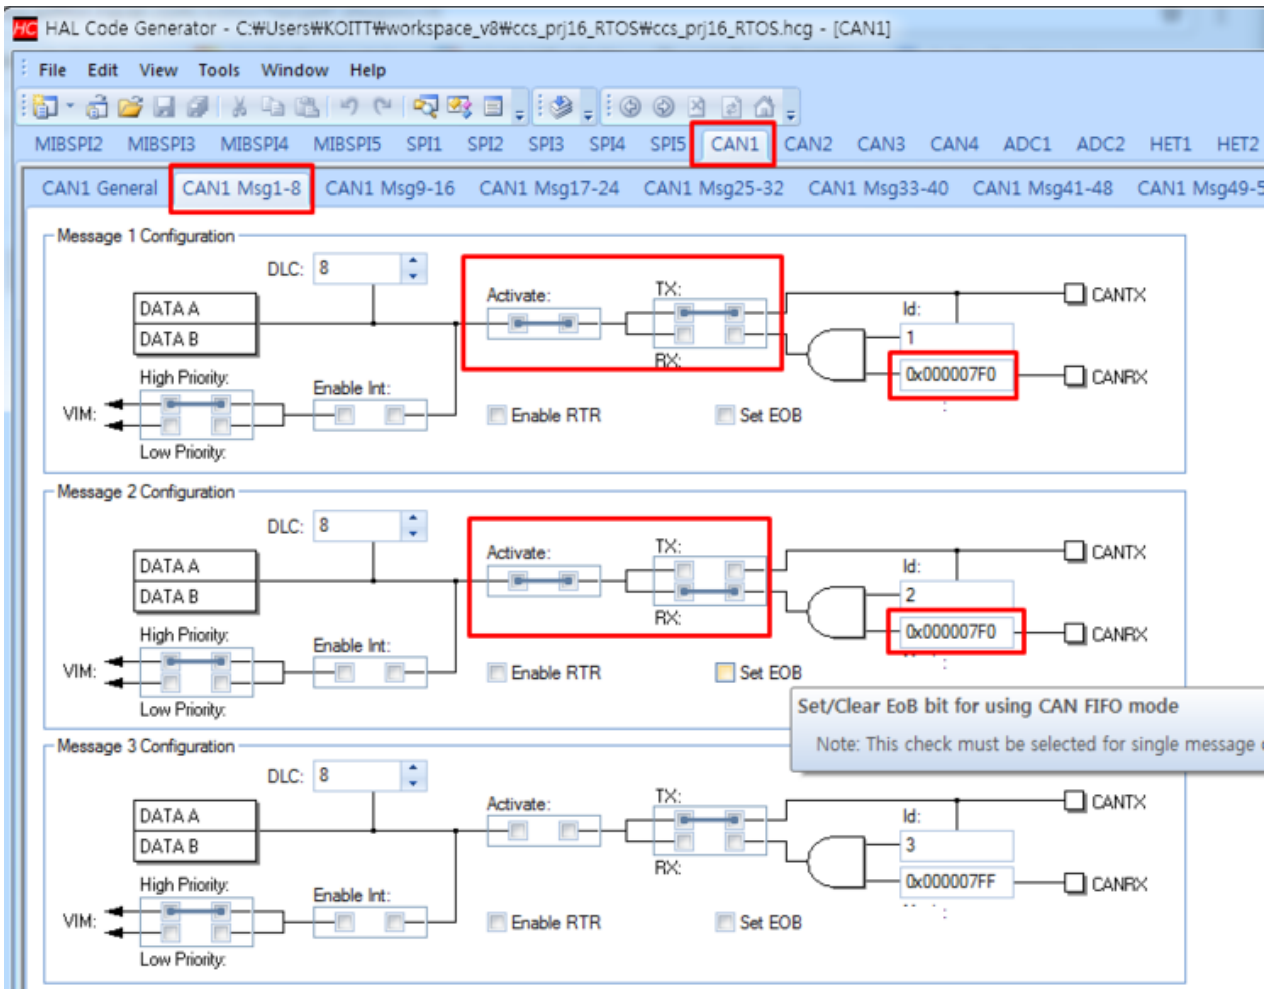 HC HAL Code Generator - C:₩Users₩KOITT₩workspace_v8₩ccs_prj16_RTOS₩ccs_prj16_RTOS.hcg - [CAN1]
File Edit View Tools Window Help
MIBSPI2 MIBSPI3 MIBSPI4 MIBSPI5 SPI1 SPI2 SPI3 SPI4 SPI5 CAN1 CAN2 CAN3 CAN4 ADC1 ADC2 HET1 HET2
CAN1 General CAN1 Msg1-8 CAN1 Msg9-16 CAN1 Msg17-24 CAN1 Msg25-32 CAN1 Msg33-40 CAN1 Msg41-48 CAN1 Msg49-5
Message 1 Configuration
DLC: 8
Activate: TX: CANTX
DATA A Id:
DATA B 1
RX: 0x000007F0 CANRX
High Priority: Enable Int:
VIM: Enable RTR Set EOB
Low Priority:
Message 2 Configuration
DLC: 8
Activate: TX: CANTX
DATA A Id:
DATA B 2
RX: 0x000007F0 CANRX
High Priority: Enable Int:
VIM: Enable RTR Set EOB
Low Priority:
Set/Clear EoB bit for using CAN FIFO mode
Note: This check must be selected for single message
Message 3 Configuration
DLC: 8
Activate: TX: CANTX
DATA A Id:
DATA B 3
RX: 0x000007FF CANRX
High Priority: Enable Int:
VIM: Enable RTR Set EOB
Low Priority: